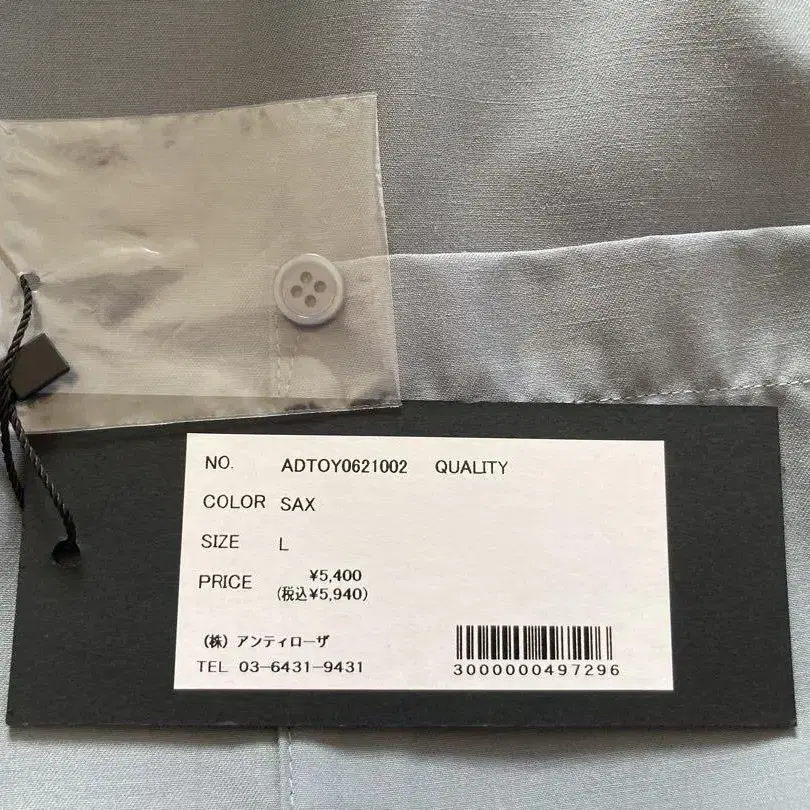 NO. ADTOY0621002 QUALITY
COLOR SAX
SIZE L
PRICE ¥5,400
(税込¥5,940)
(株) アンティローザ
TEL 03-6431-9431
3000000497296